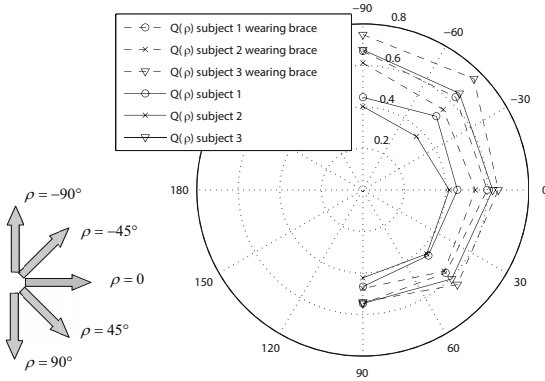 Q(ρ) subject 1 wearing brace
Q(ρ) subject 2 wearing brace
Q(ρ) subject 3 wearing brace
Q(ρ) subject 1
Q(ρ) subject 2
Q(ρ) subject 3
−90
0.8
−60
0.6
−30
0.4
0.2
180
0
150
30
120
60
90
ρ = −90°
ρ = −45°
ρ = 0
ρ = 45°
ρ = 90°